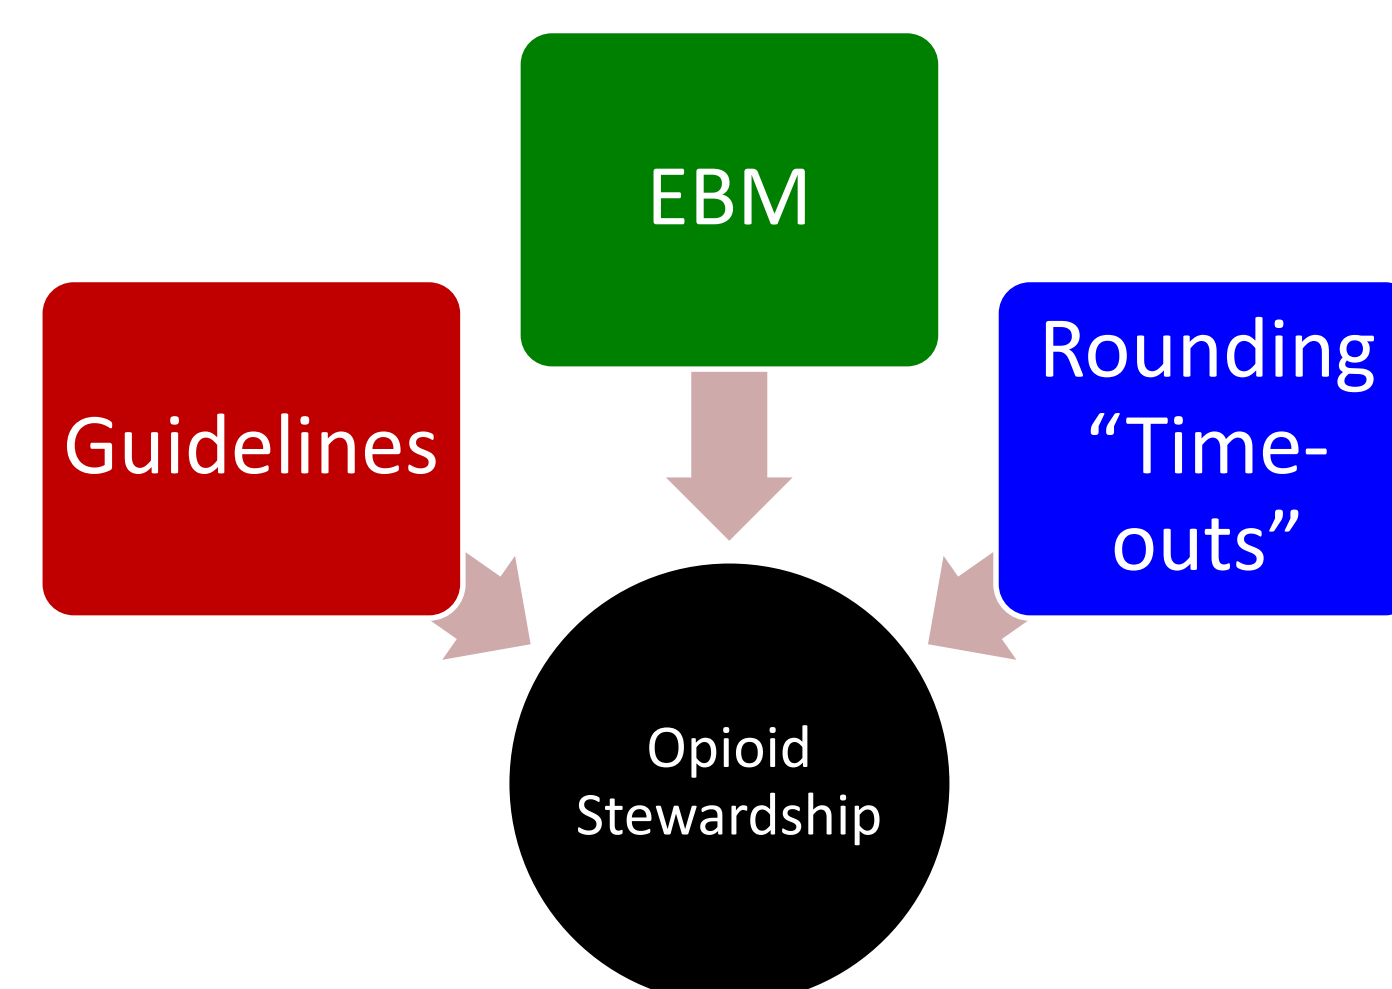 EBM
Guidelines
Rounding
“Time-
outs”
Opioid
Stewardship